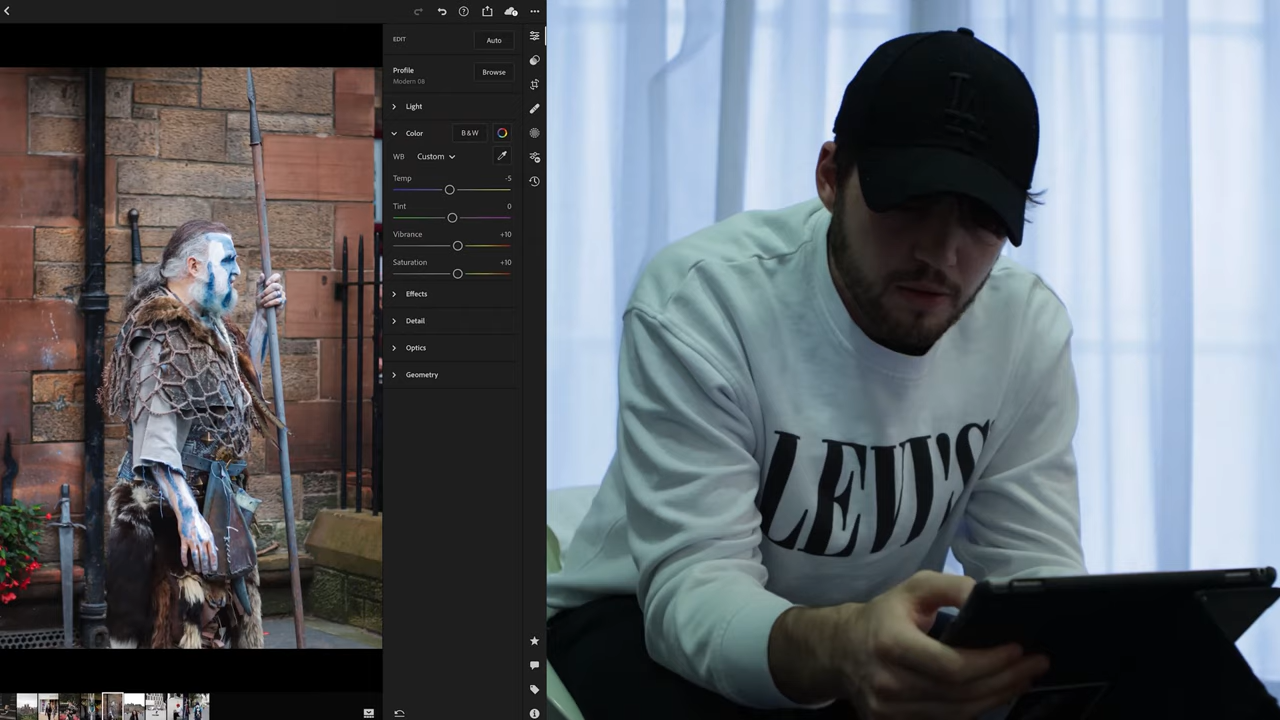 EDIT
Auto
Profile
Modern 08
Browse
Light
Color
B&W
WB
Custom
Temp
-5
Tint
0
Vibrance
+10
Saturation
+10
Effects
Detail
Optics
Geometry
LA
LEVI'S